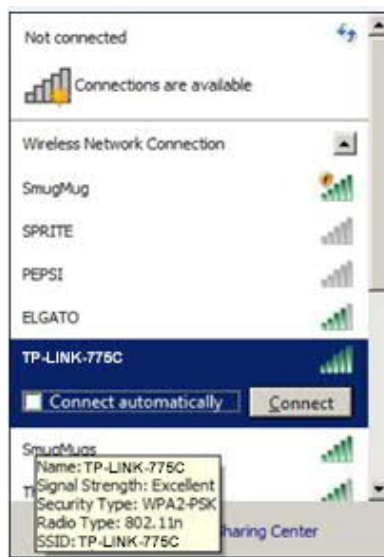 Not connected
Connections are available
Wireless Network Connection
SmugMug
SPRITE
PEPSI
ELGATO
TP-LINK-775C
Connect automatically
Connect
SmugMugs
Name: TP-LINK-775C
Signal Strength: Excellent
Security Type: WPA2-PSK
Radio Type: 802.11n
SSID: TP-LINK-775C
haring Center